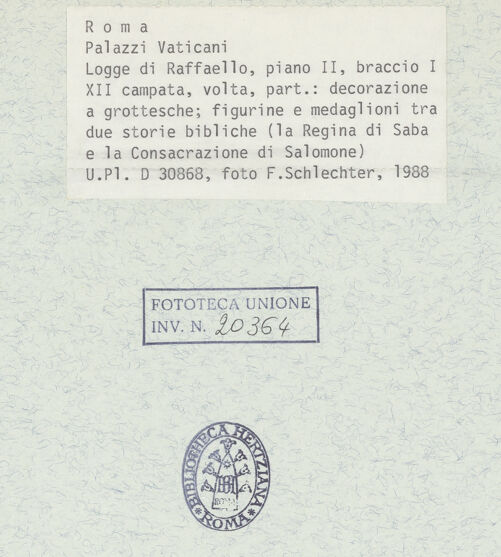 Roma
Palazzi Vaticani
Logge di Raffaello, piano II, braccio I
XII campata, volta, part.: decorazione
a grottesche; figurine e medaglioni tra
due storie bibliche (la Regina di Saba
e la Consacrazione di Salomone)
U.Pl. D 30868, foto F.Schlechter, 1988
FOTOTECA UNIONE
INV. N. 20364
BIBLIOTHECA HERTZIANA
ROMA